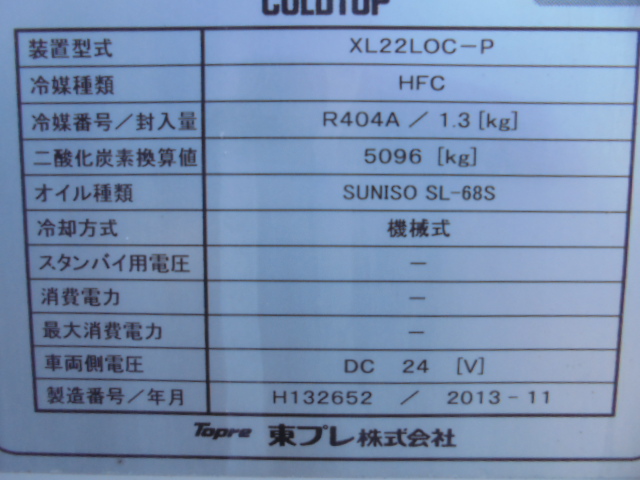 COLDTOP
装置型式 XL22LOC-P
冷媒種類 HFC
冷媒番号/封入量 R404A / 1.3 [kg]
二酸化炭素換算値 5096 [kg]
オイル種類 SUNISO SL-68S
冷却方式 機械式
スタンバイ用電圧 -
消費電力 -
最大消費電力 -
車両側電圧 DC 24 [V]
製造番号/年月 H132652 / 2013-11
Topre 東プレ株式会社